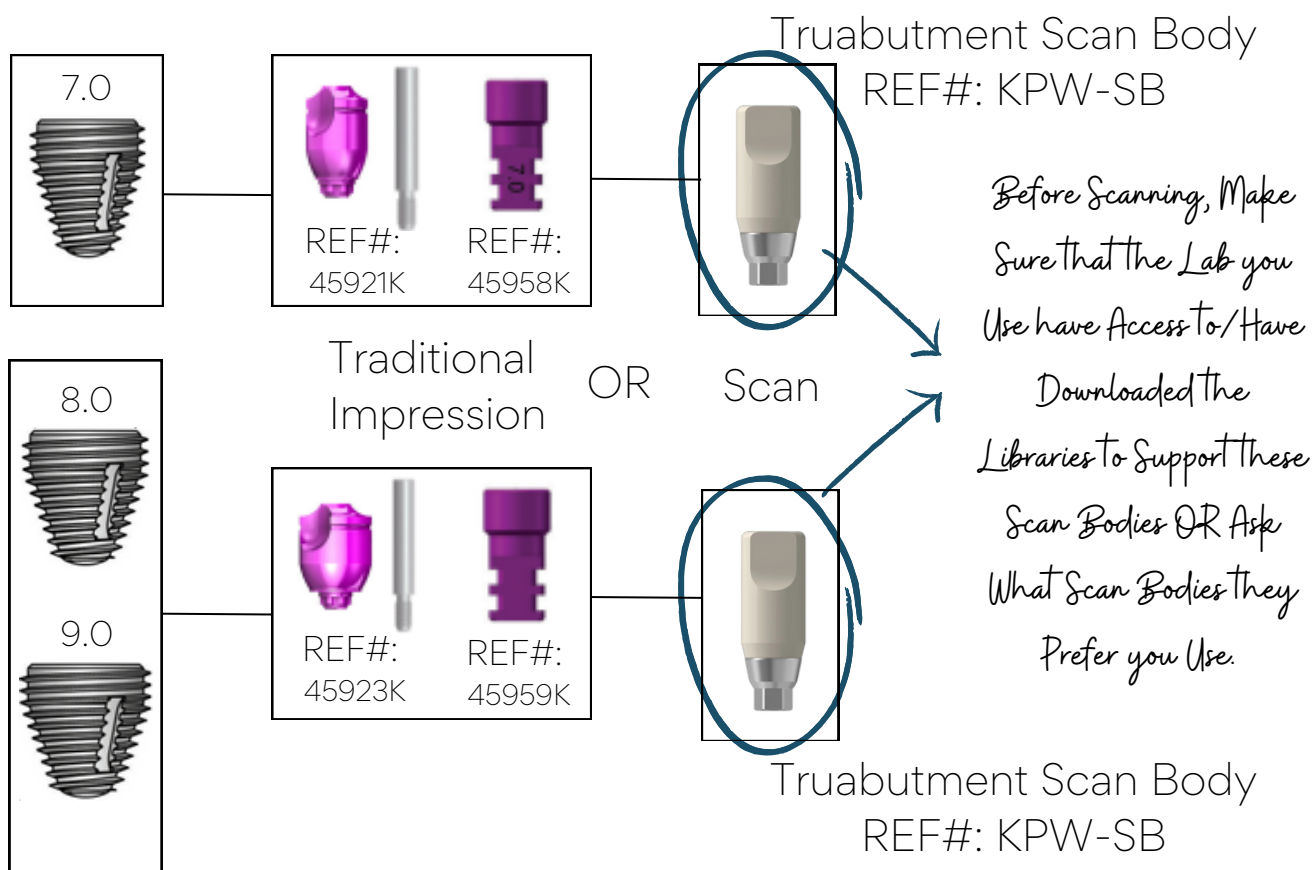 Truabutment Scan Body
REF#: KPW-SB
7.0
7.0
REF#:
45921K
REF#:
45958K
Traditional
Impression
OR
Scan
8.0
9.0
REF#:
45923K
REF#:
45959K
Before Scanning, Make
Sure that the Lab you
Use have Access to/Have
Downloaded the
Libraries to Support these
Scan Bodies OR Ask
What Scan Bodies they
Prefer you Use.
Truabutment Scan Body
REF#: KPW-SB